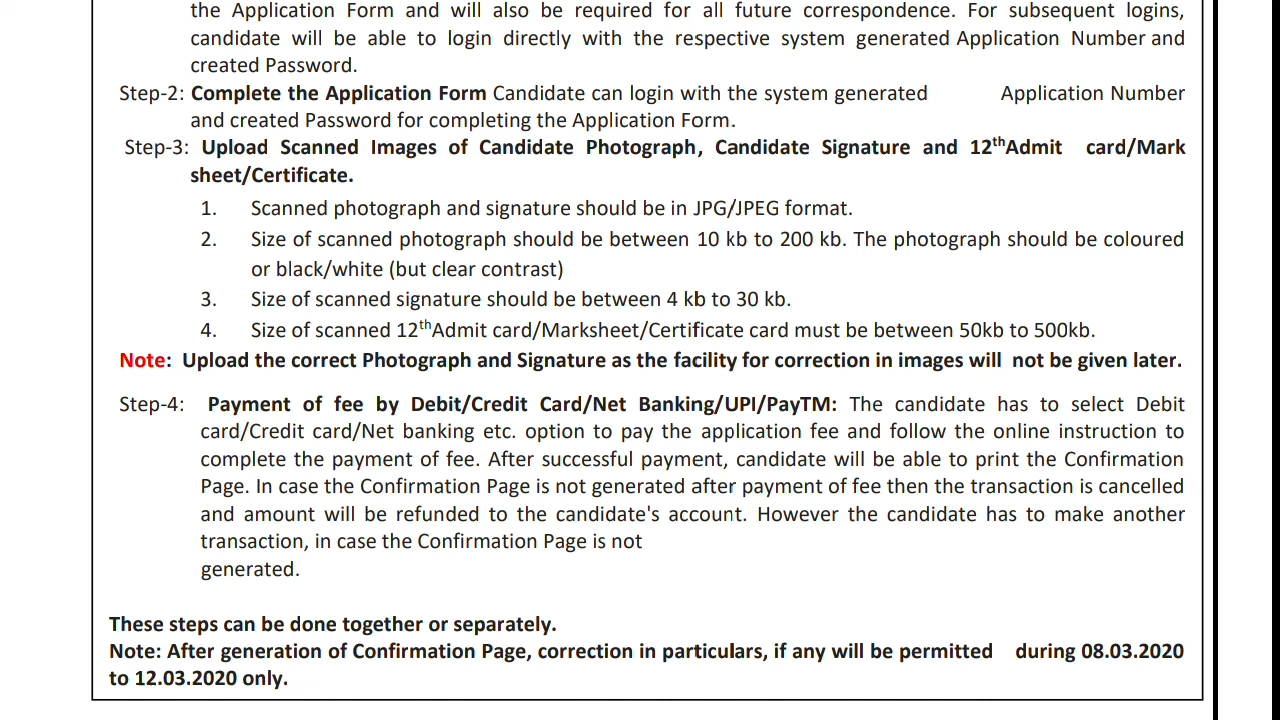 the Application Form and will also be required for all future correspondence. For subsequent logins,
candidate will be able to login directly with the respective system generated Application Number and
created Password.
Step-2: Complete the Application Form Candidate can login with the system generated Application Number
and created Password for completing the Application Form.
Step-3: Upload Scanned Images of Candidate Photograph, Candidate Signature and 12thAdmit card/Mark
sheet/Certificate.
1. Scanned photograph and signature should be in JPG/JPEG format.
2. Size of scanned photograph should be between 10 kb to 200 kb. The photograph should be coloured
or black/white (but clear contrast)
3. Size of scanned signature should be between 4 kb to 30 kb.
4. Size of scanned 12thAdmit card/Marksheet/Certificate card must be between 50kb to 500kb.
Note: Upload the correct Photograph and Signature as the facility for correction in images will not be given later.
Step-4: Payment of fee by Debit/Credit Card/Net Banking/UPI/PayTM: The candidate has to select Debit
card/Credit card/Net banking etc. option to pay the application fee and follow the online instruction to
complete the payment of fee. After successful payment, candidate will be able to print the Confirmation
Page. In case the Confirmation Page is not generated after payment of fee then the transaction is cancelled
and amount will be refunded to the candidate's account. However the candidate has to make another
transaction, in case the Confirmation Page is not
generated.
These steps can be done together or separately.
Note: After generation of Confirmation Page, correction in particulars, if any will be permitted during 08.03.2020
to 12.03.2020 only.